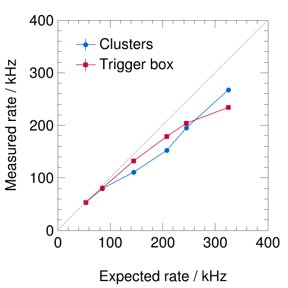 Measured rate / kHz
400
300
200
100
0
Clusters
Trigger box
0 100 200 300 400
Expected rate / kHz